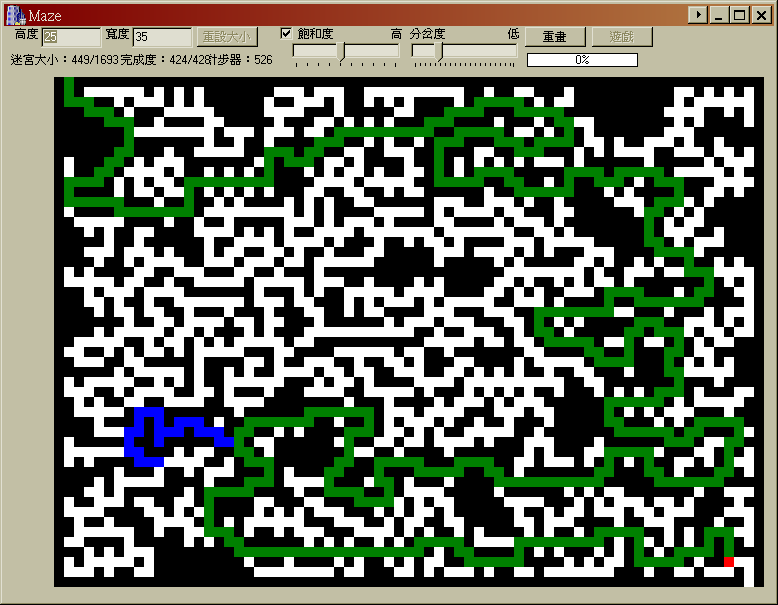 Maze
高度 25 寬度 35 重設大小 飽和度 高 分岔度 低 重畫 遊戲
迷宮大小：449/1693 完成度：424/428 計步器：526 0%